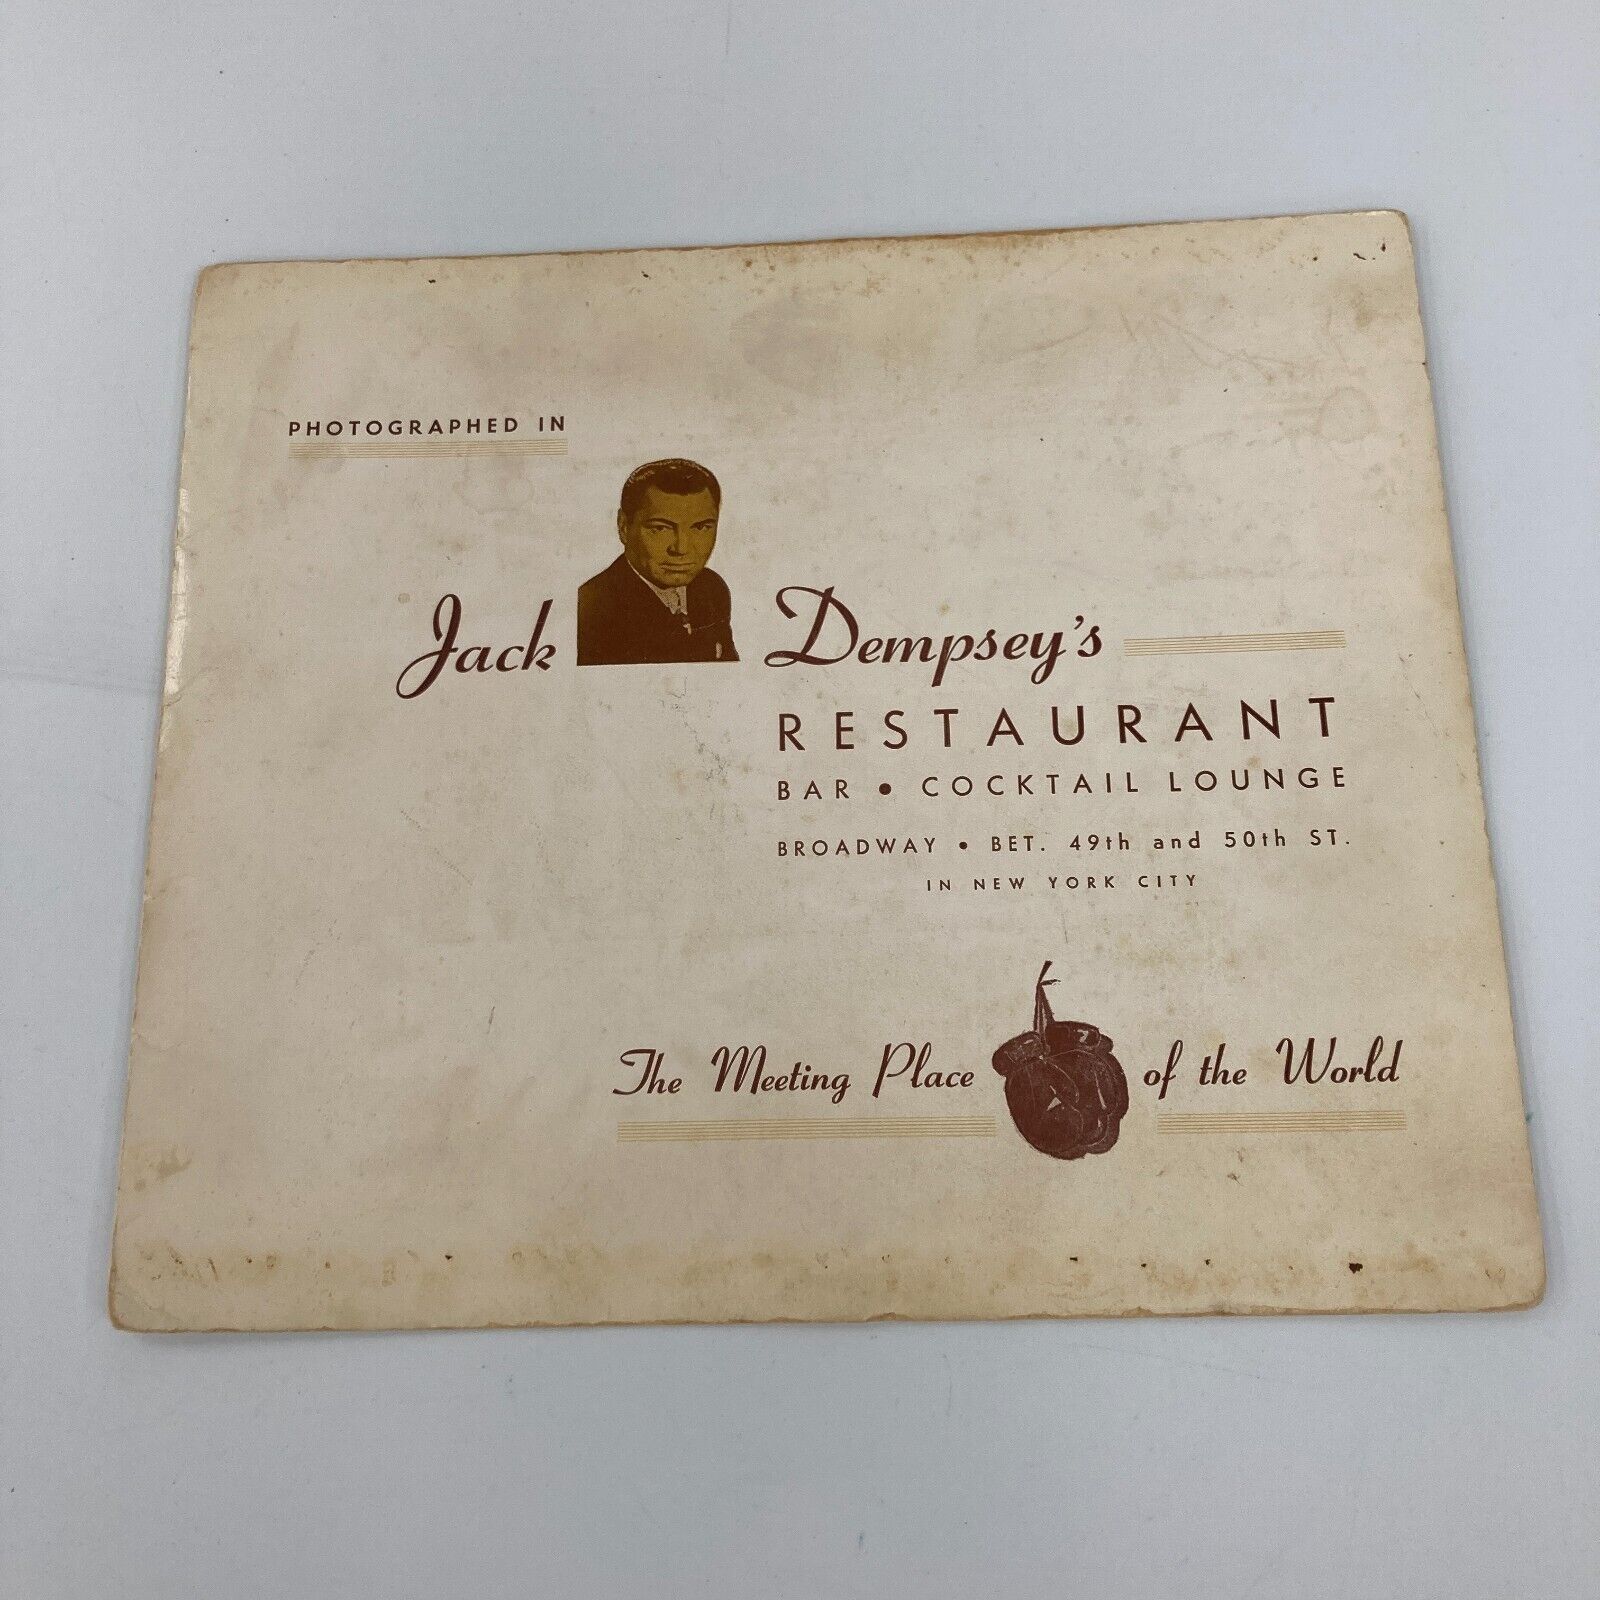 PHOTOGRAPHED IN
Jack Dempsey's
RESTAURANT
BAR • COCKTAIL LOUNGE
BROADWAY • BET. 49th and 50th ST.
IN NEW YORK CITY
The Meeting Place of the World